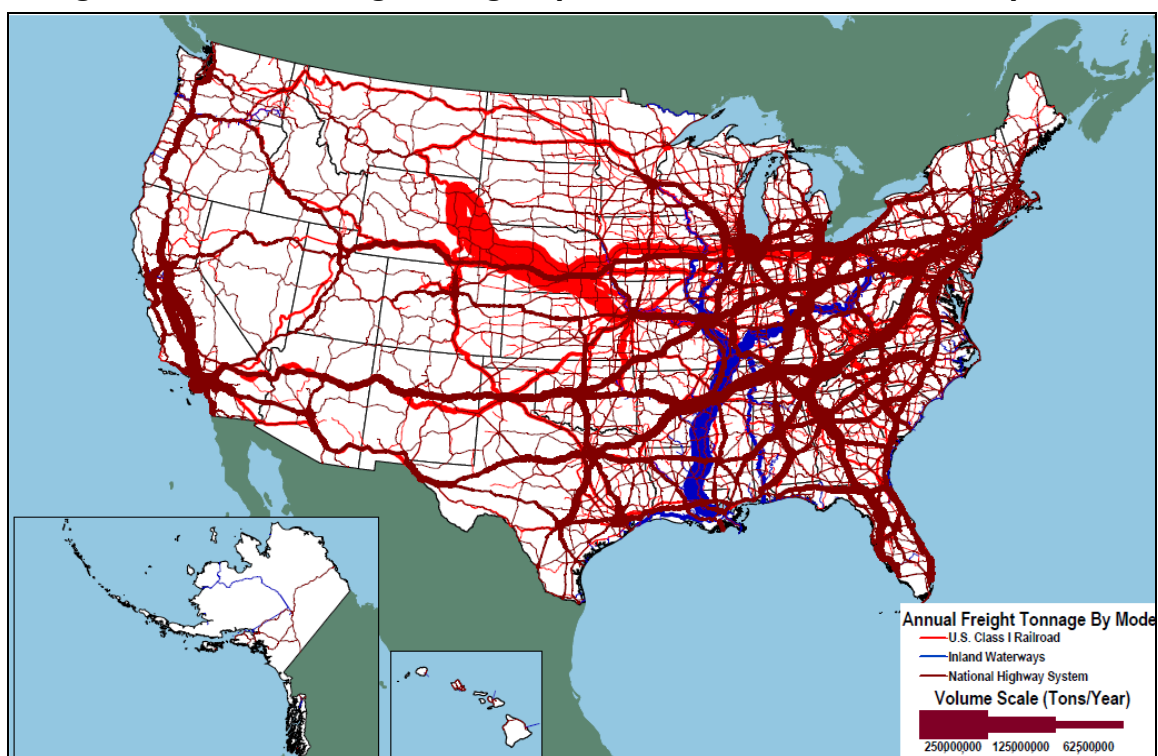 Annual Freight Tonnage By Mode
U.S. Class I Railroad
Inland Waterways
National Highway System
Volume Scale (Tons/Year)
250000000 125000000 62500000